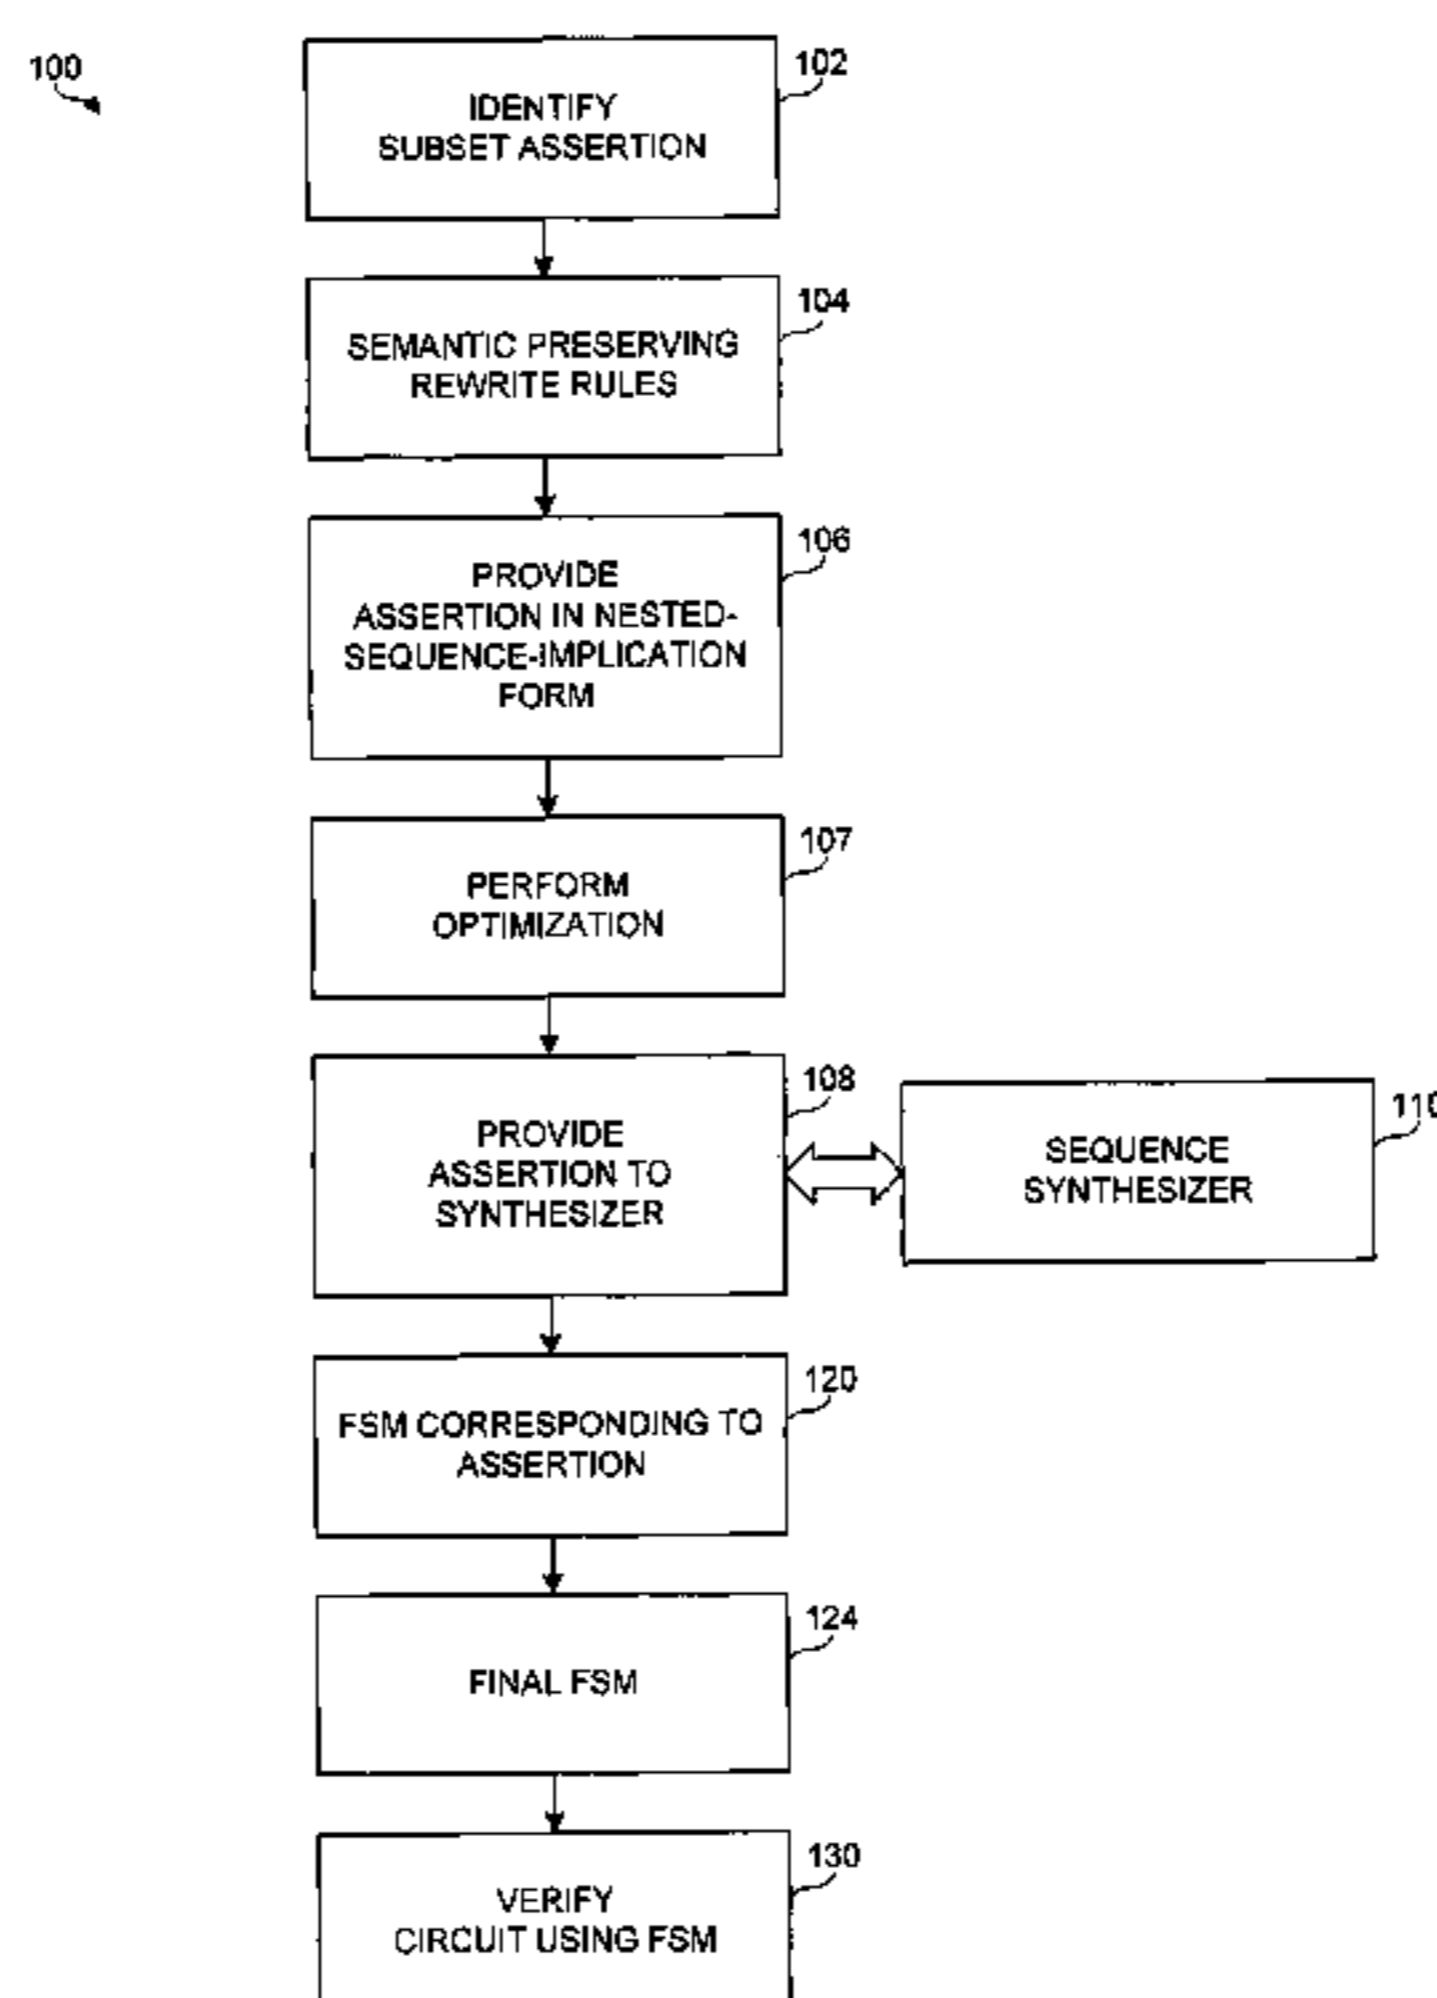 100
102
IDENTIFY
SUBSET ASSERTION
104
SEMANTIC PRESERVING
REWRITE RULES
106
PROVIDE
ASSERTION IN NESTED-
SEQUENCE-IMPLICATION
FORM
107
PERFORM
OPTIMIZATION
108
PROVIDE
ASSERTION TO
SYNTHESIZER
110
SEQUENCE
SYNTHESIZER
120
FSM CORRESPONDING TO
ASSERTION
124
FINAL FSM
130
VERIFY
CIRCUIT USING FSM